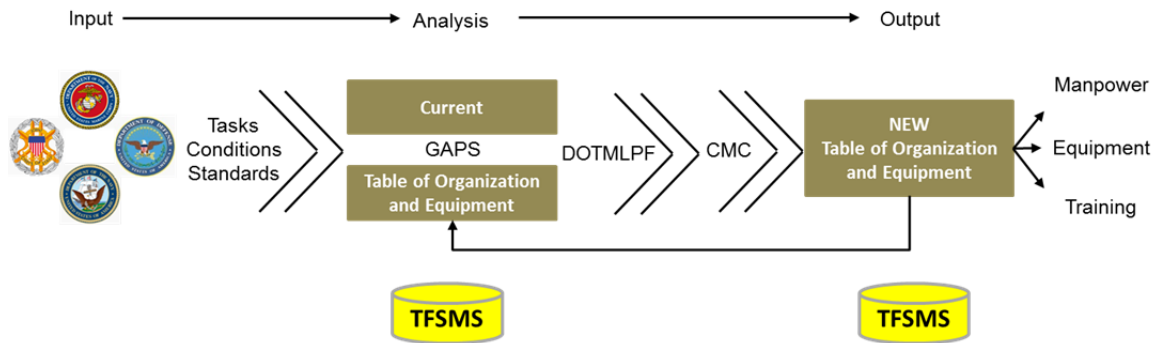 Input
Analysis
Output
Tasks
Conditions
Standards
Current
GAPS
Table of Organization
and Equipment
DOTMLPF
CMC
NEW
Table of Organization
and Equipment
Manpower
Equipment
Training
TFSMS
TFSMS